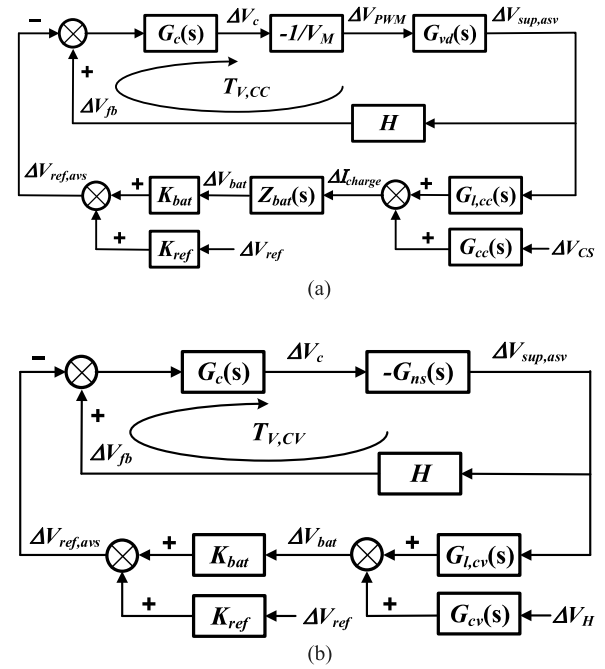 − G_c(s) ΔV_c -1/V_M ΔV_PWM G_vd(s) ΔV_sup,asv
+ T_V,CC
ΔV_fb H
ΔV_ref,avs + K_bat ΔV_bat Z_bat(s) ΔI_charge + G_l,cc(s)
+ K_ref ΔV_ref + G_cc(s) ΔV_CS
(a)
− G_c(s) ΔV_c -G_ns(s) ΔV_sup,asv
+ T_V,CV
ΔV_fb H
ΔV_ref,avs + K_bat ΔV_bat + G_l,cv(s)
+ K_ref ΔV_ref + G_cv(s) ΔV_H
(b)